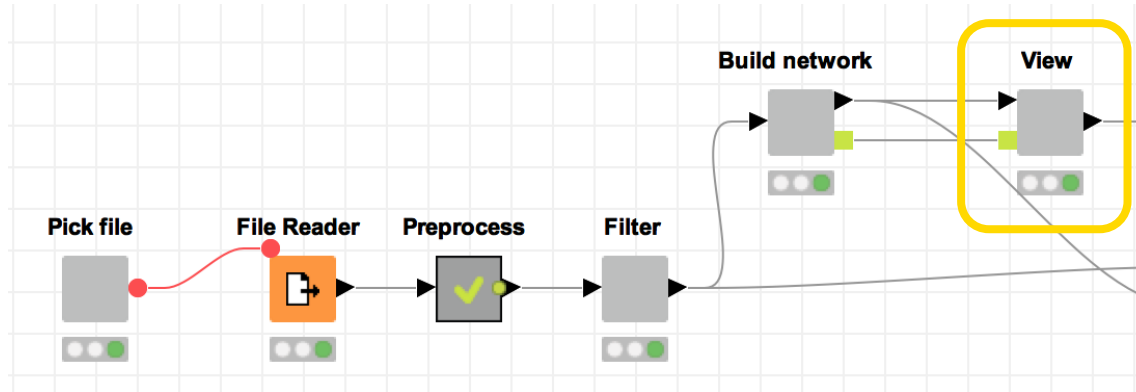 Build network
View
Pick file
File Reader
Preprocess
Filter